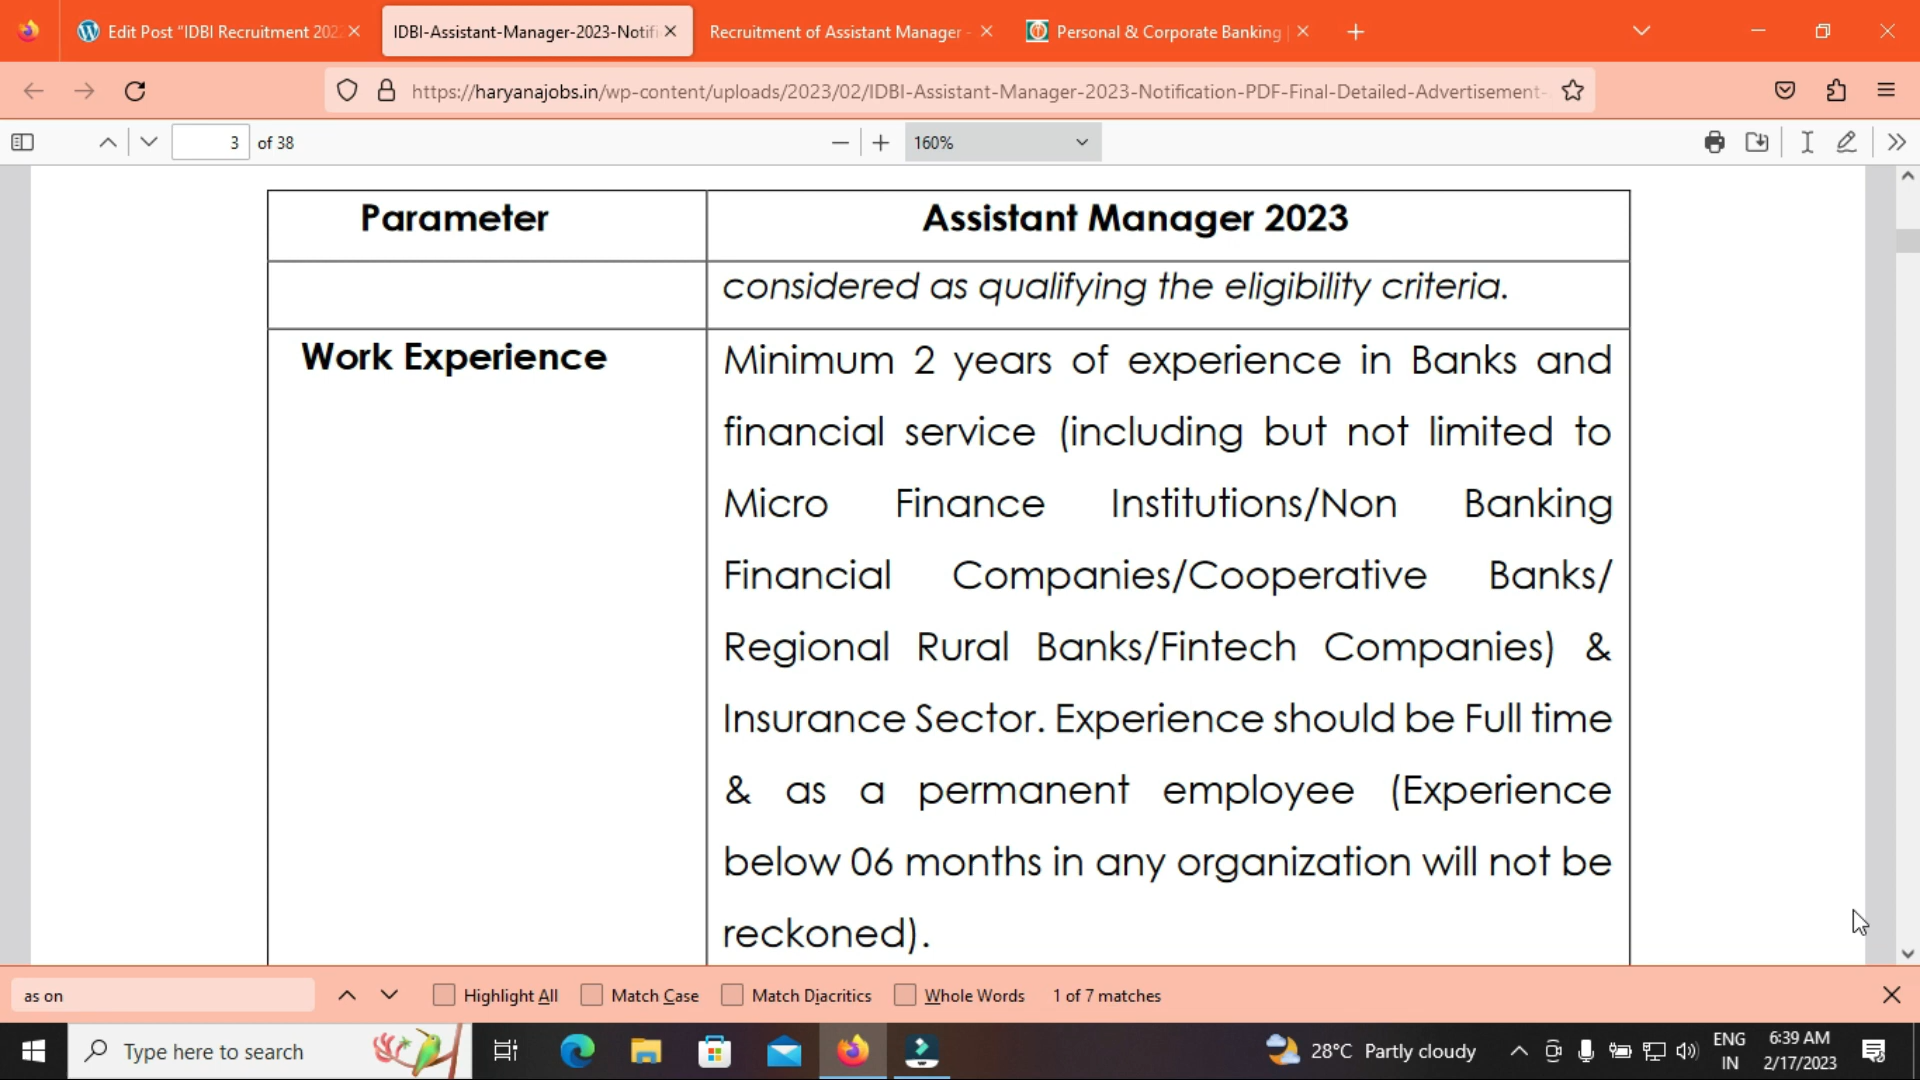 Edit Post "IDBI Recruitment 202
IDBI-Assistant-Manager-2023-Notifi
Recruitment of Assistant Manager -
Personal & Corporate Banking |
https://haryanajobs.in/wp-content/uploads/2023/02/IDBI-Assistant-Manager-2023-Notification-PDF-Final-Detailed-Advertisement-
3 of 38
160%
Parameter
Assistant Manager 2023
considered as qualifying the eligibility criteria.
Work Experience
Minimum 2 years of experience in Banks and
financial service (including but not limited to
Micro Finance Institutions/Non Banking
Financial Companies/Cooperative Banks/
Regional Rural Banks/Fintech Companies) &
Insurance Sector. Experience should be Full time
& as a permanent employee (Experience
below 06 months in any organization will not be
reckoned).
as on
Highlight All
Match Case
Match Diacritics
Whole Words
1 of 7 matches
Type here to search
28°C Partly cloudy
ENG
IN
6:39 AM
2/17/2023